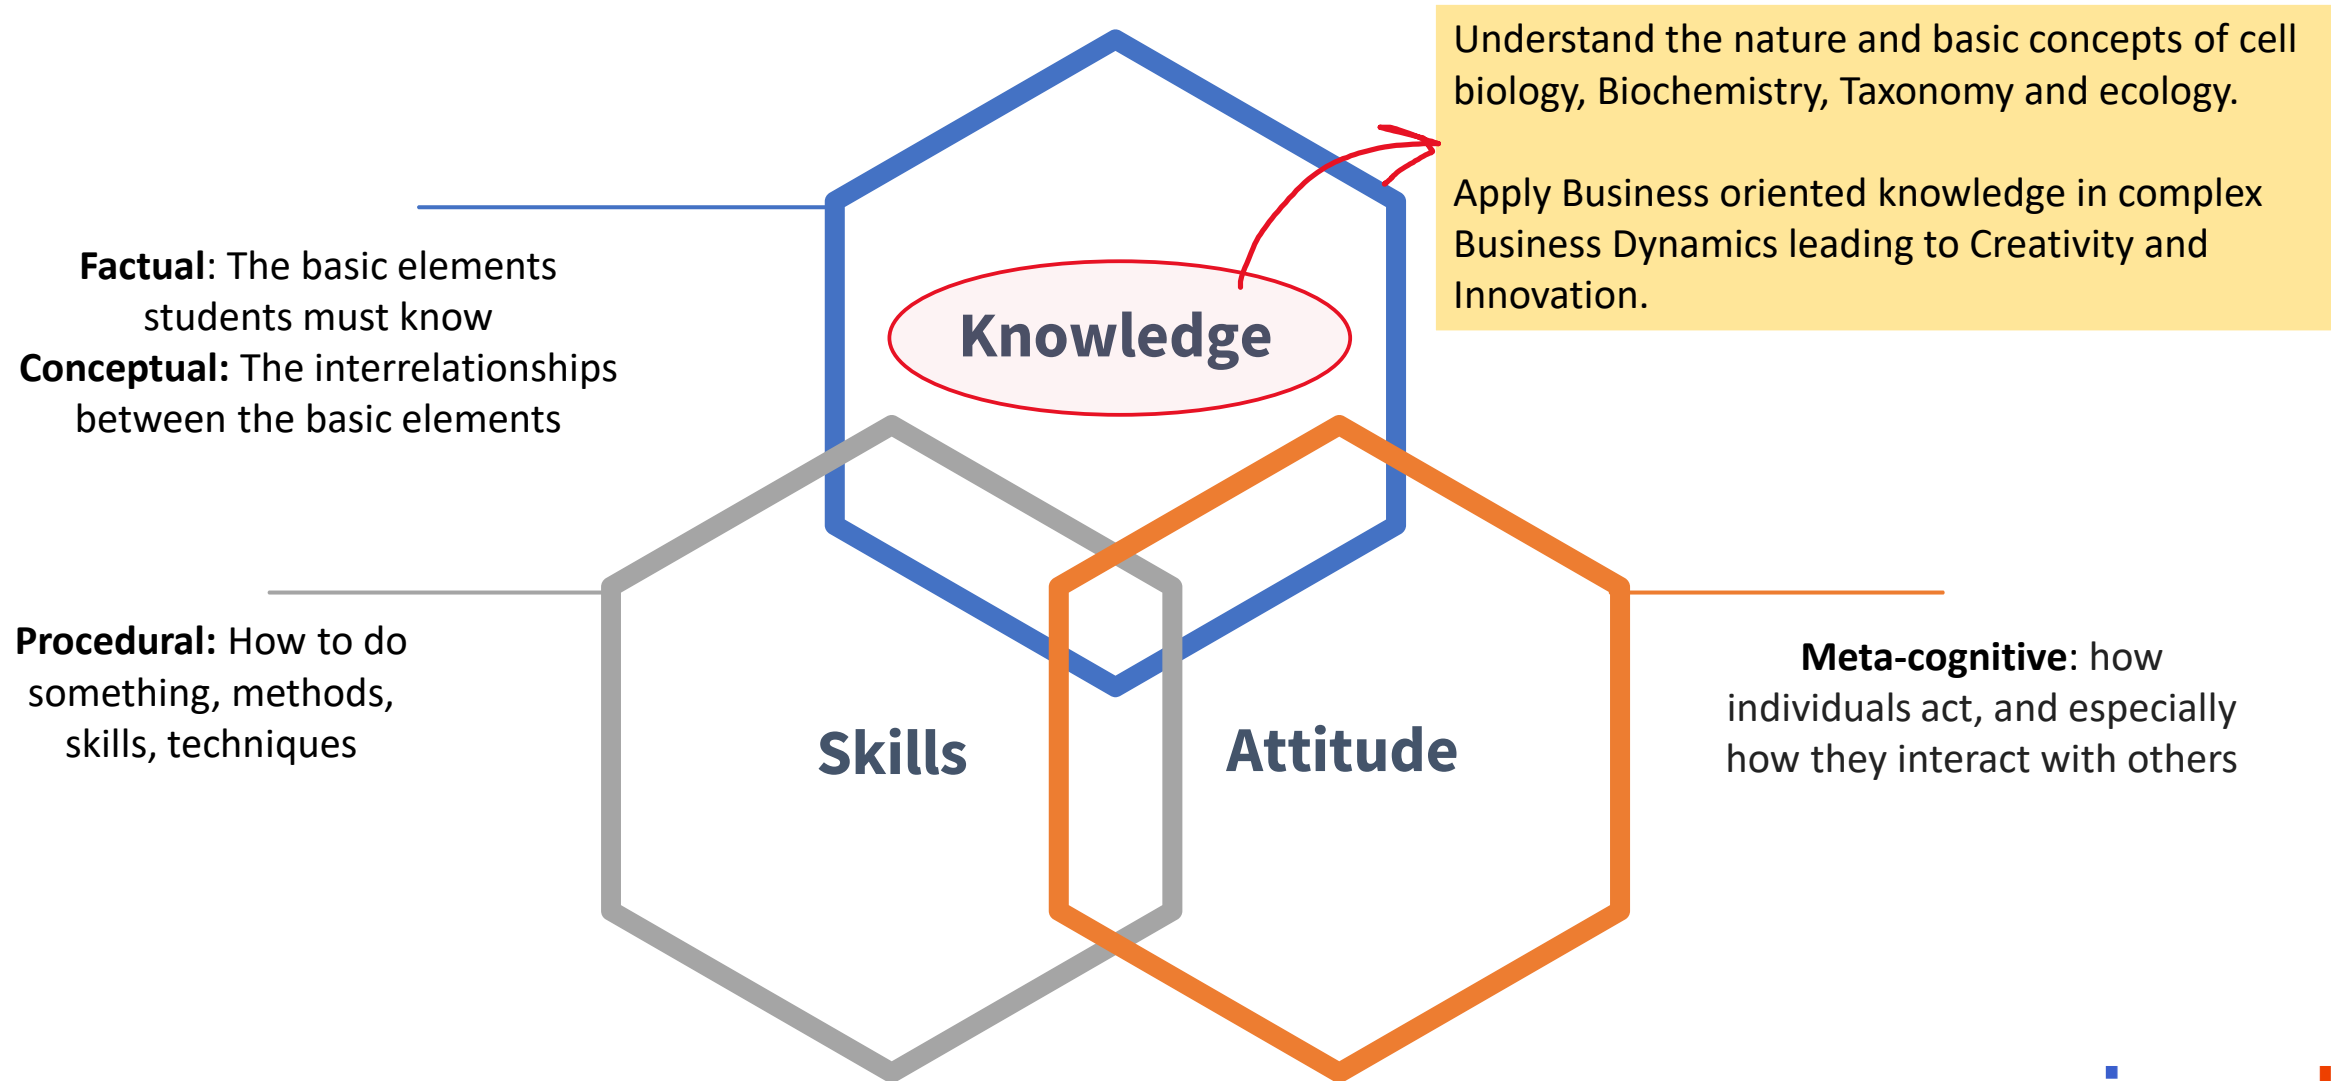 Understand the nature and basic concepts of cell
biology, Biochemistry, Taxonomy and ecology.
Apply Business oriented knowledge in complex
Business Dynamics leading to Creativity and
Innovation.
Factual: The basic elements
students must know
Conceptual: The interrelationships
between the basic elements
Knowledge
Procedural: How to do
something, methods,
skills, techniques
Skills
Attitude
Meta-cognitive: how
individuals act, and especially
how they interact with others